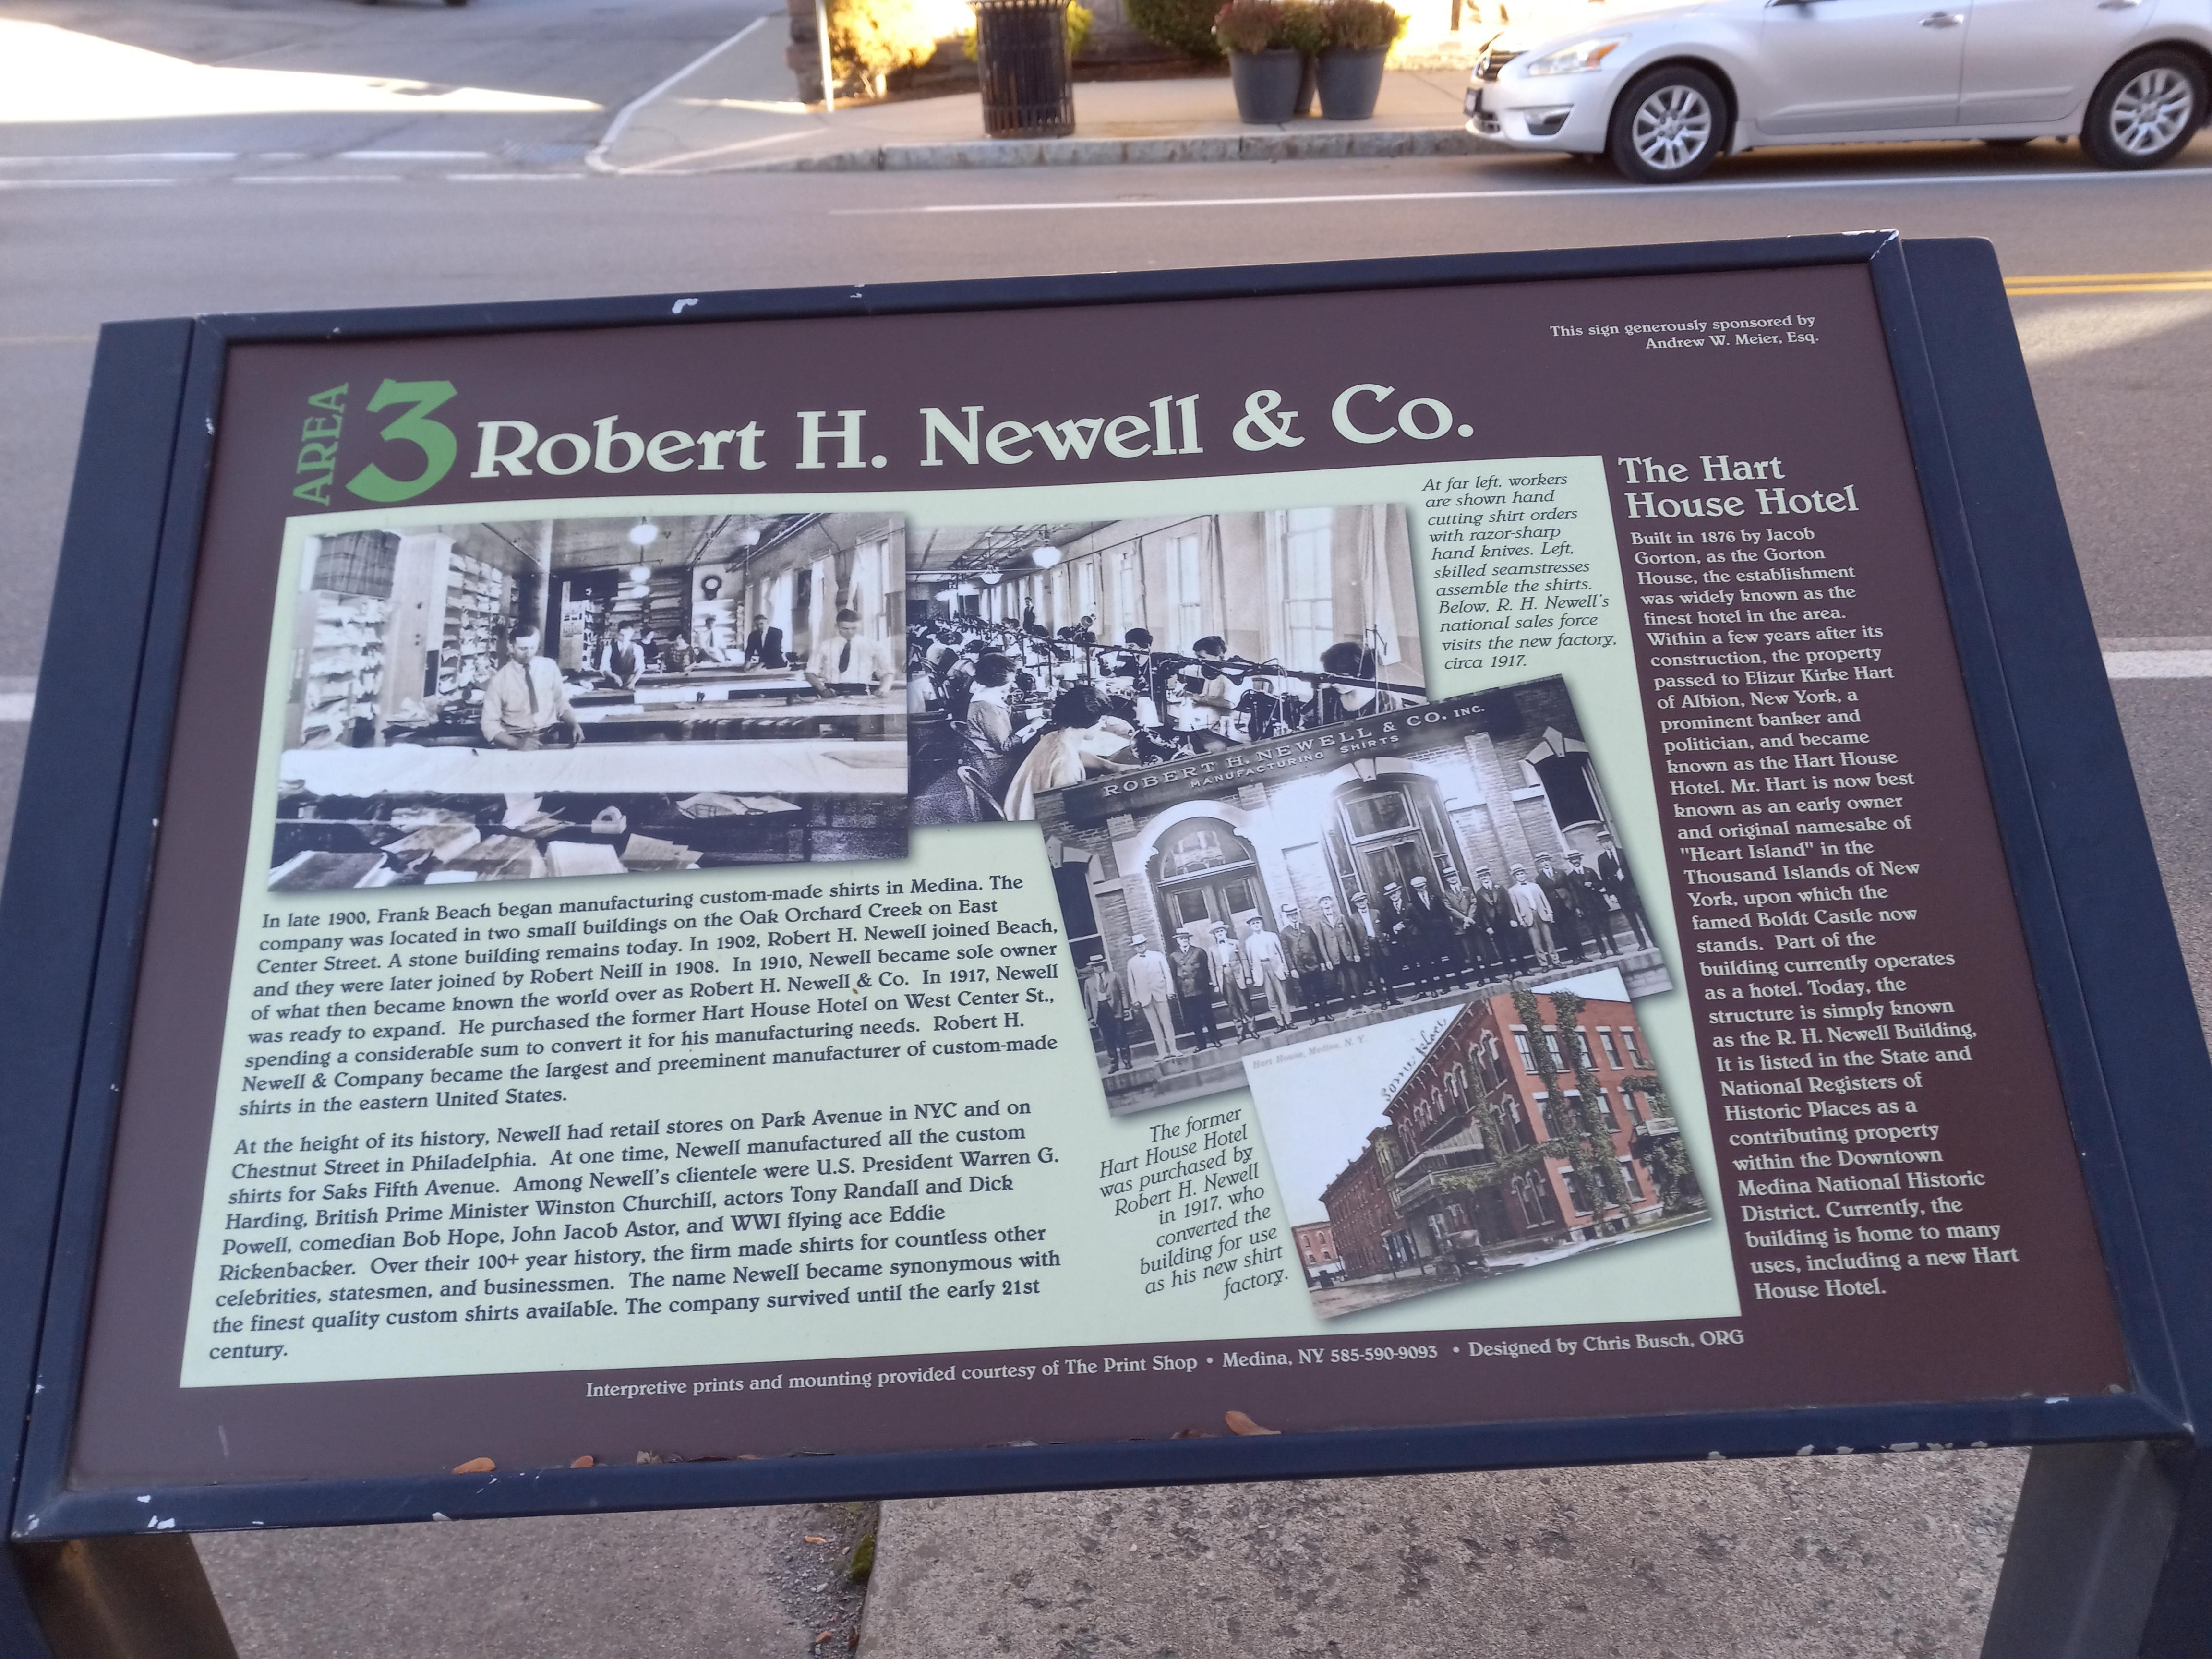 This sign generously sponsored by
Andrew W. Meier, Esq.
AREA
3
Robert H. Newell & Co.
At far left, workers
are shown hand
cutting shirt orders
with razor-sharp
hand knives. Left,
skilled seamstresses
assemble the shirts.
Below, R. H. Newell's
national sales force
visits the new factory,
circa 1917.
ROBERT H. NEWELL & CO. INC.
MANUFACTURING SHIRTS
In late 1900, Frank Beach began manufacturing custom-made shirts in Medina. The
company was located in two small buildings on the Oak Orchard Creek on East
Center Street. A stone building remains today. In 1902, Robert H. Newell joined Beach,
and they were later joined by Robert Neill in 1908. In 1910, Newell became sole owner
of what then became known the world over as Robert H. Newell & Co. In 1917, Newell
was ready to expand. He purchased the former Hart House Hotel on West Center St.,
spending a considerable sum to convert it for his manufacturing needs. Robert H.
Newell & Company became the largest and preeminent manufacturer of custom-made
shirts in the eastern United States.
At the height of its history, Newell had retail stores on Park Avenue in NYC and on
Chestnut Street in Philadelphia. At one time, Newell manufactured all the custom
shirts for Saks Fifth Avenue. Among Newell's clientele were U.S. President Warren G.
Harding, British Prime Minister Winston Churchill, actors Tony Randall and Dick
Powell, comedian Bob Hope, John Jacob Astor, and WWI flying ace Eddie
Rickenbacker. Over their 100+ year history, the firm made shirts for countless other
celebrities, statesmen, and businessmen. The name Newell became synonymous with
the finest quality custom shirts available. The company survived until the early 21st
century.
Hart House, Medina, N. Y.
The former
Hart House Hotel
was purchased by
Robert H. Newell
in 1917, who
converted the
building for use
as his new shirt
factory.
The Hart
House Hotel
Built in 1876 by Jacob
Gorton, as the Gorton
House, the establishment
was widely known as the
finest hotel in the area.
Within a few years after its
construction, the property
passed to Elizur Kirke Hart
of Albion, New York, a
prominent banker and
politician, and became
known as the Hart House
Hotel. Mr. Hart is now best
known as an early owner
and original namesake of
"Heart Island" in the
Thousand Islands of New
York, upon which the
famed Boldt Castle now
stands. Part of the
building currently operates
as a hotel. Today, the
structure is simply known
as the R. H. Newell Building,
It is listed in the State and
National Registers of
Historic Places as a
contributing property
within the Downtown
Medina National Historic
District. Currently, the
building is home to many
uses, including a new Hart
House Hotel.
Interpretive prints and mounting provided courtesy of The Print Shop • Medina, NY 585-590-9093 • Designed by Chris Busch, ORG